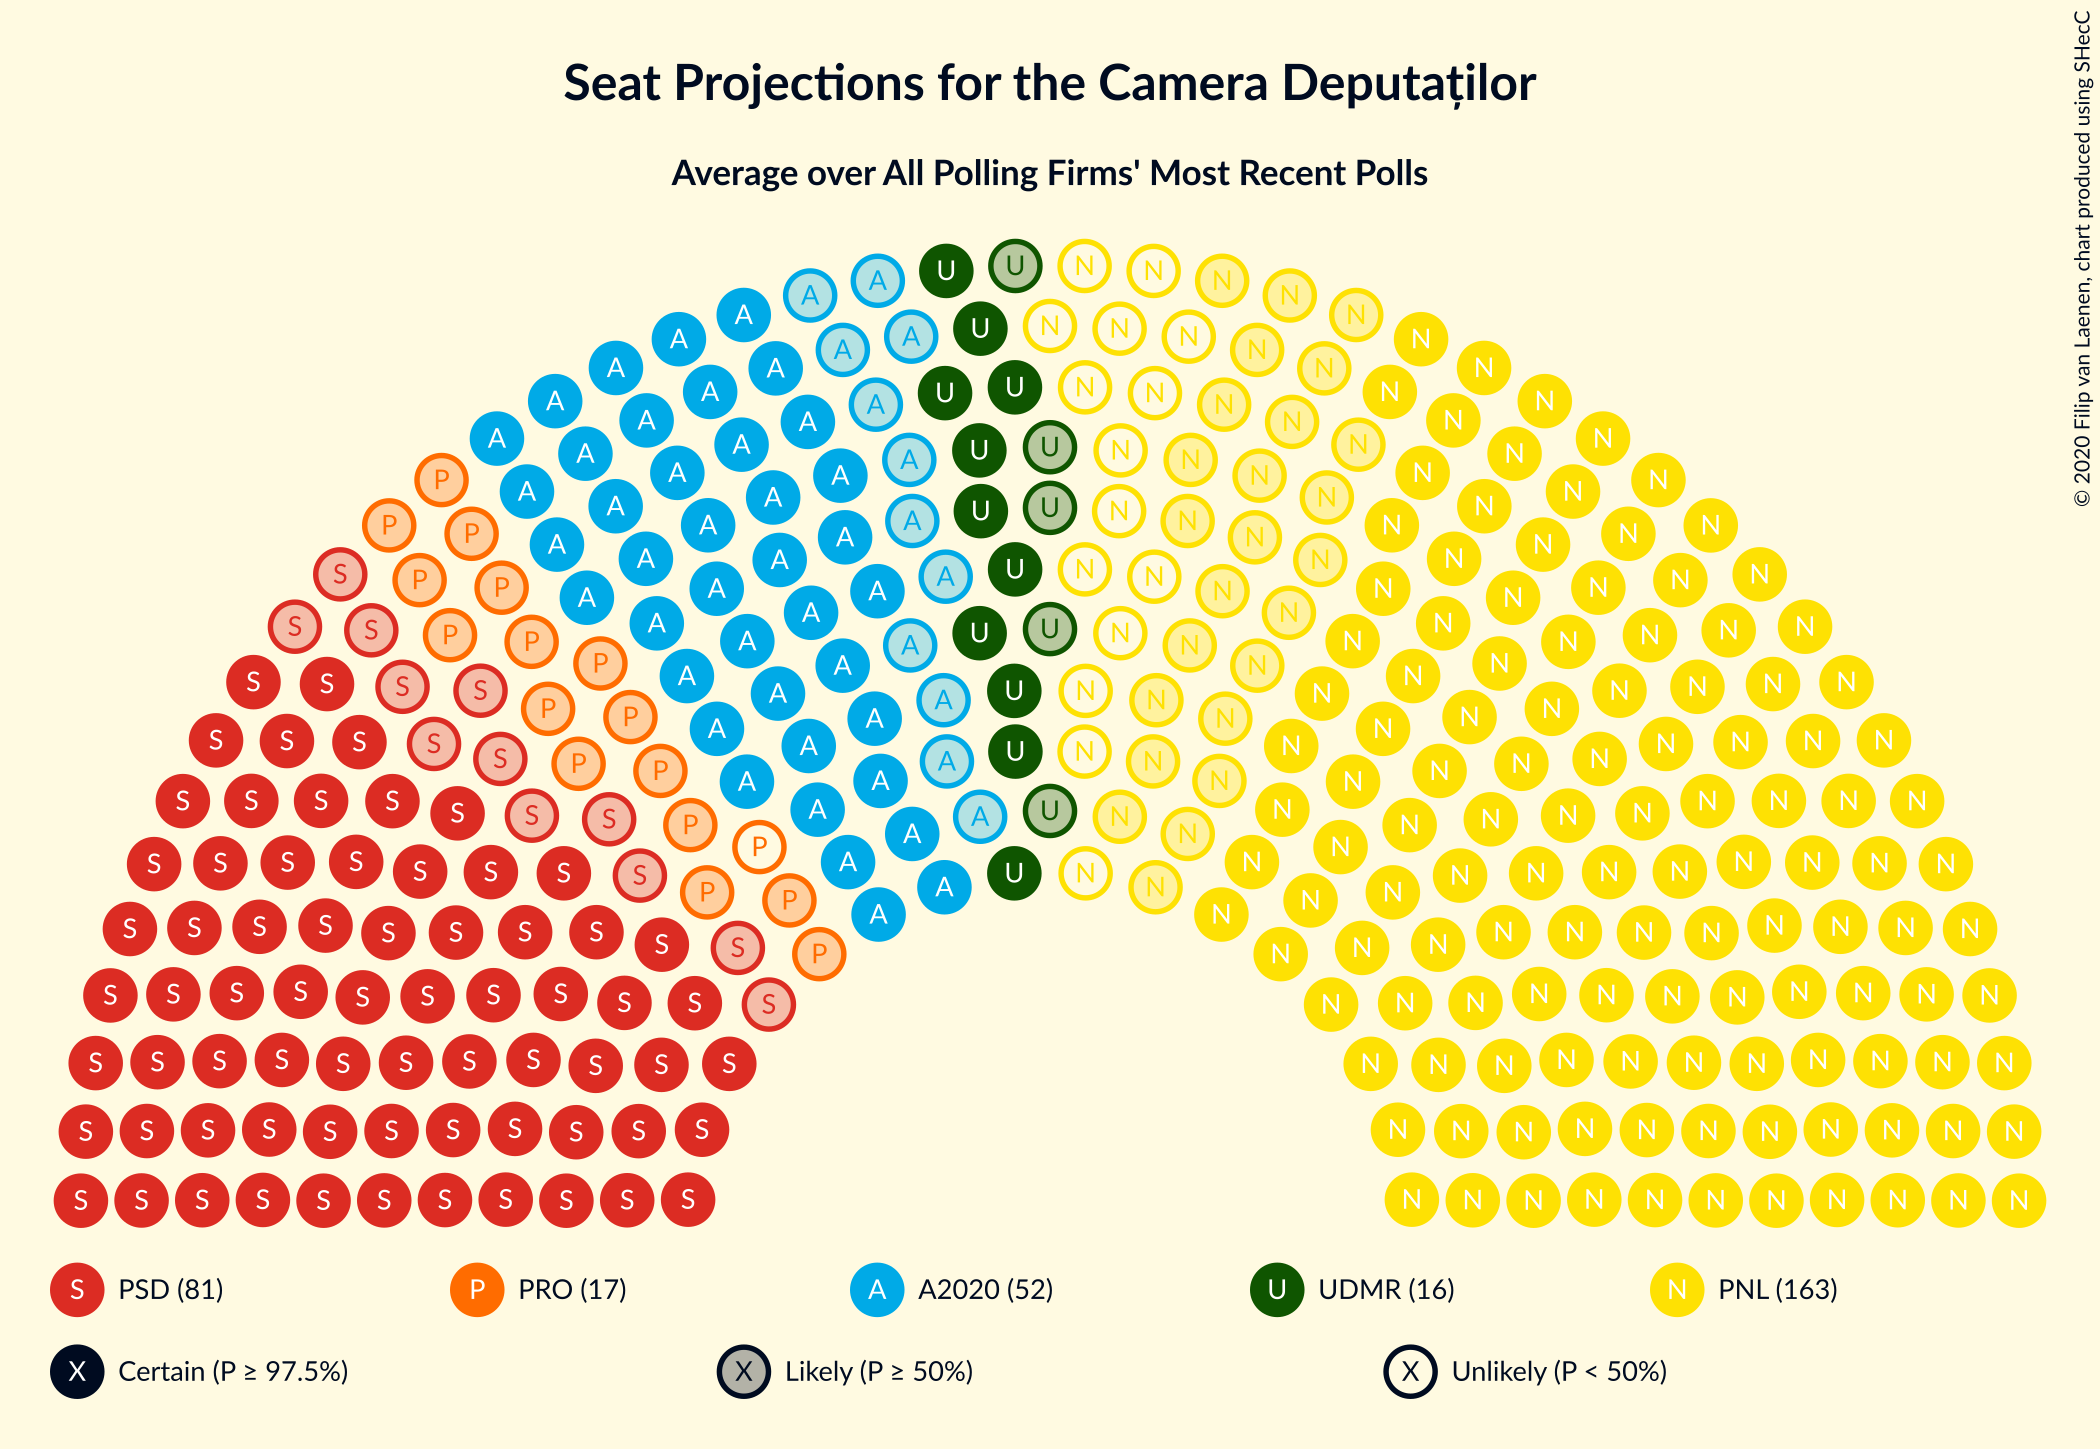 Seat Projections for the Camera Deputaților
Average over All Polling Firms' Most Recent Polls
© 2020 Filip van Laenen, chart produced using SHecC
S PSD (81) P PRO (17) A A2020 (52) U UDMR (16) N PNL (163)
X Certain (P ≥ 97.5%) X Likely (P ≥ 50%) X Unlikely (P < 50%)